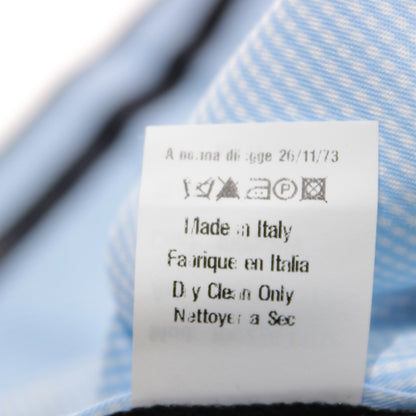 A norma di legge 26/11/73
Ⓟ
Made in Italy
Fabrique en Italia
Dry Clean Only
Nettoyer a Sec